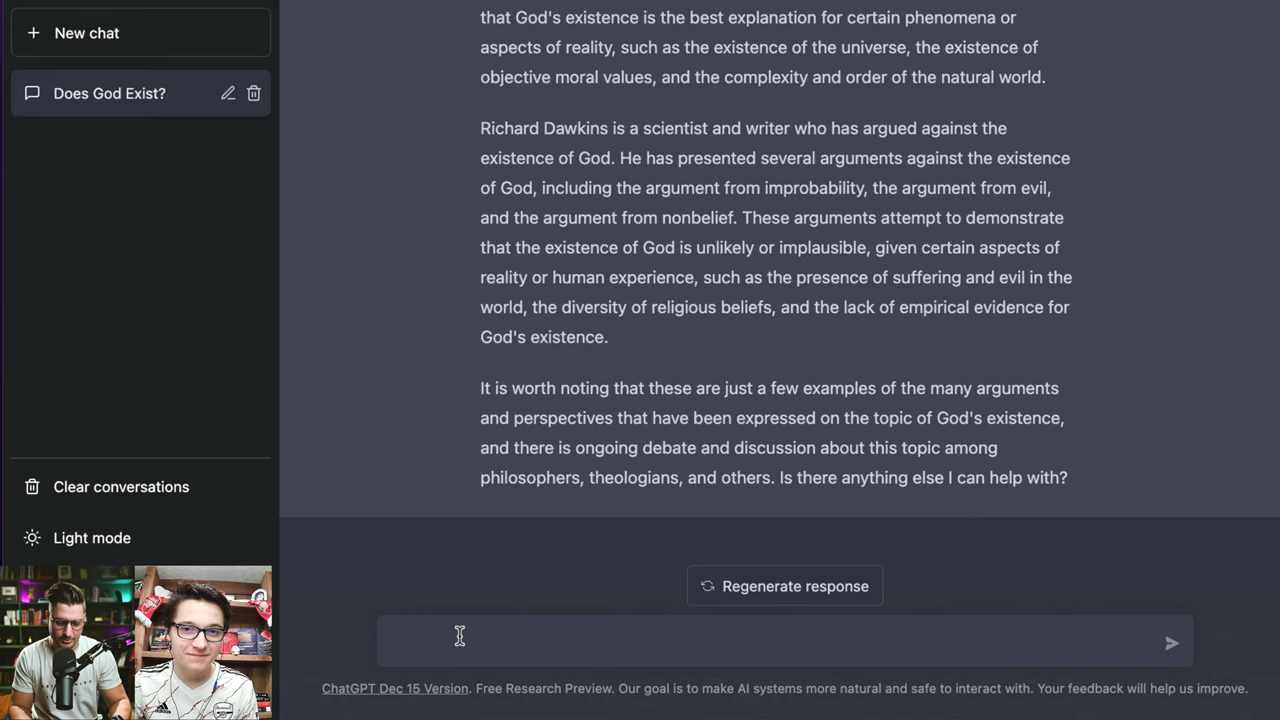 New chat
Does God Exist?
Clear conversations
Light mode
that God's existence is the best explanation for certain phenomena or
aspects of reality, such as the existence of the universe, the existence of
objective moral values, and the complexity and order of the natural world.
Richard Dawkins is a scientist and writer who has argued against the
existence of God. He has presented several arguments against the existence
of God, including the argument from improbability, the argument from evil,
and the argument from nonbelief. These arguments attempt to demonstrate
that the existence of God is unlikely or implausible, given certain aspects of
reality or human experience, such as the presence of suffering and evil in the
world, the diversity of religious beliefs, and the lack of empirical evidence for
God's existence.
It is worth noting that these are just a few examples of the many arguments
and perspectives that have been expressed on the topic of God's existence,
and there is ongoing debate and discussion about this topic among
philosophers, theologians, and others. Is there anything else I can help with?
Regenerate response
ChatGPT Dec 15 Version. Free Research Preview. Our goal is to make AI systems more natural and safe to interact with. Your feedback will help us improve.